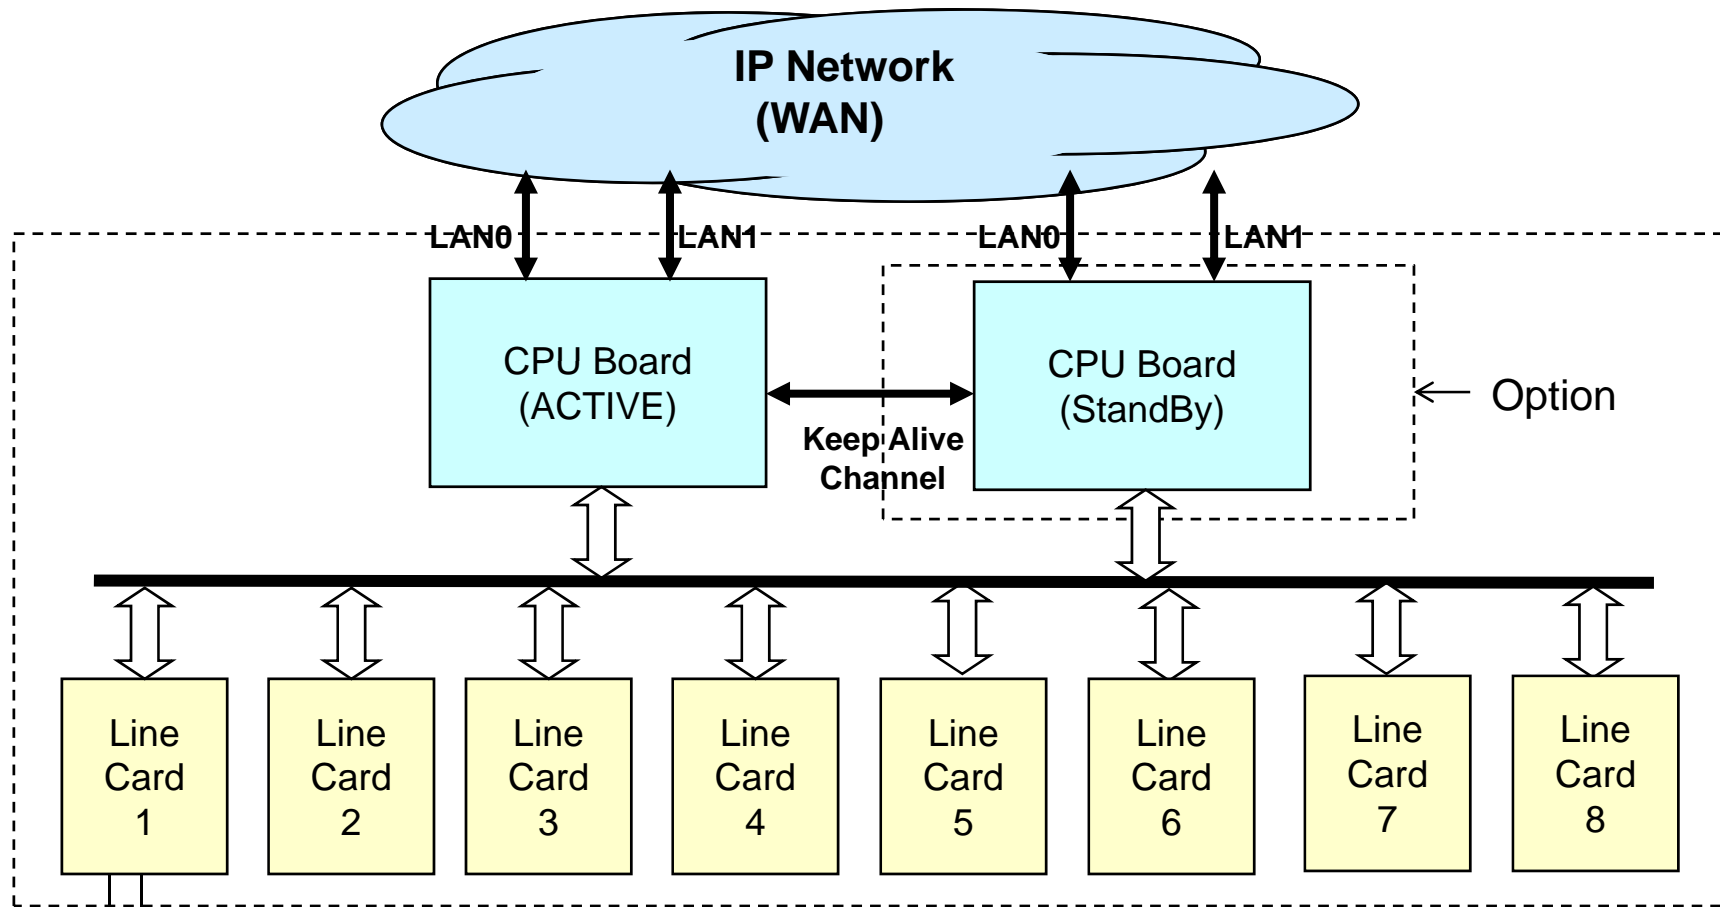 IP Network
(WAN)
LAN0
LAN1
LAN0
LAN1
CPU Board
(ACTIVE)
CPU Board
(StandBy)
Option
Keep Alive
Channel
Line
Card
1
Line
Card
2
Line
Card
3
Line
Card
4
Line
Card
5
Line
Card
6
Line
Card
7
Line
Card
8